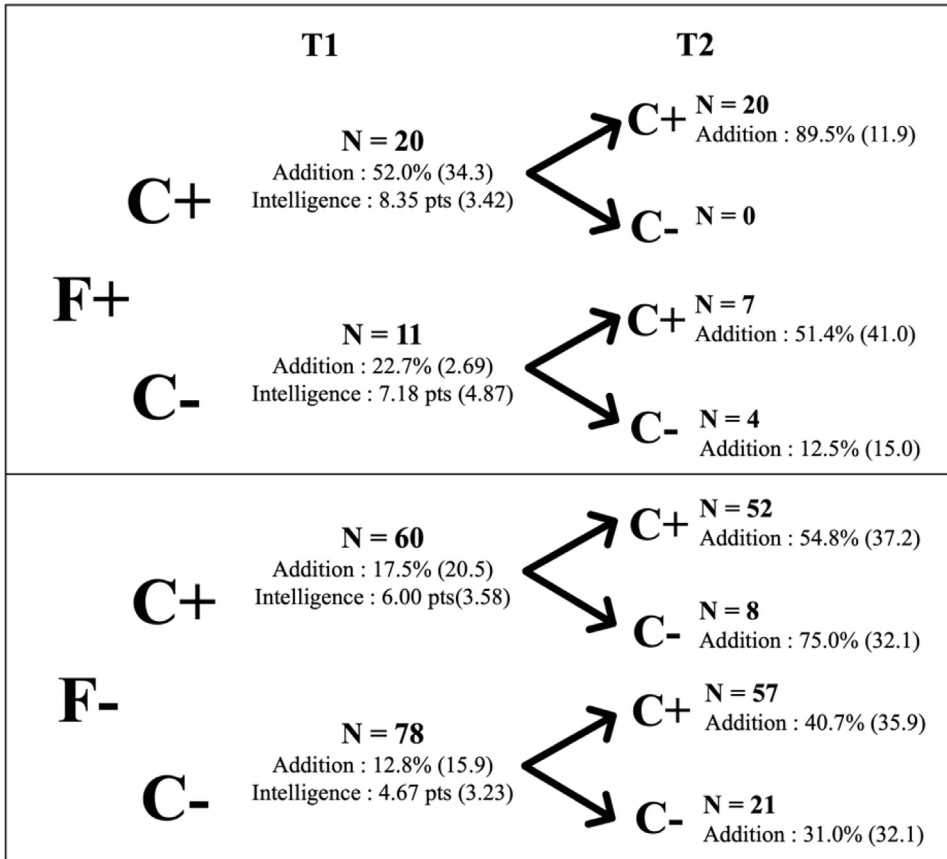 T1 T2
C+ N = 20
Addition : 89.5% (11.9)
N = 20
Addition : 52.0% (34.3)
Intelligence : 8.35 pts (3.42)
C+
C- N = 0
F+
C+ N = 7
Addition : 51.4% (41.0)
N = 11
Addition : 22.7% (2.69)
Intelligence : 7.18 pts (4.87)
C-
C- N = 4
Addition : 12.5% (15.0)
C+ N = 52
Addition : 54.8% (37.2)
N = 60
Addition : 17.5% (20.5)
Intelligence : 6.00 pts(3.58)
C+
C- N = 8
Addition : 75.0% (32.1)
F-
C+ N = 57
Addition : 40.7% (35.9)
N = 78
Addition : 12.8% (15.9)
Intelligence : 4.67 pts (3.23)
C-
C- N = 21
Addition : 31.0% (32.1)